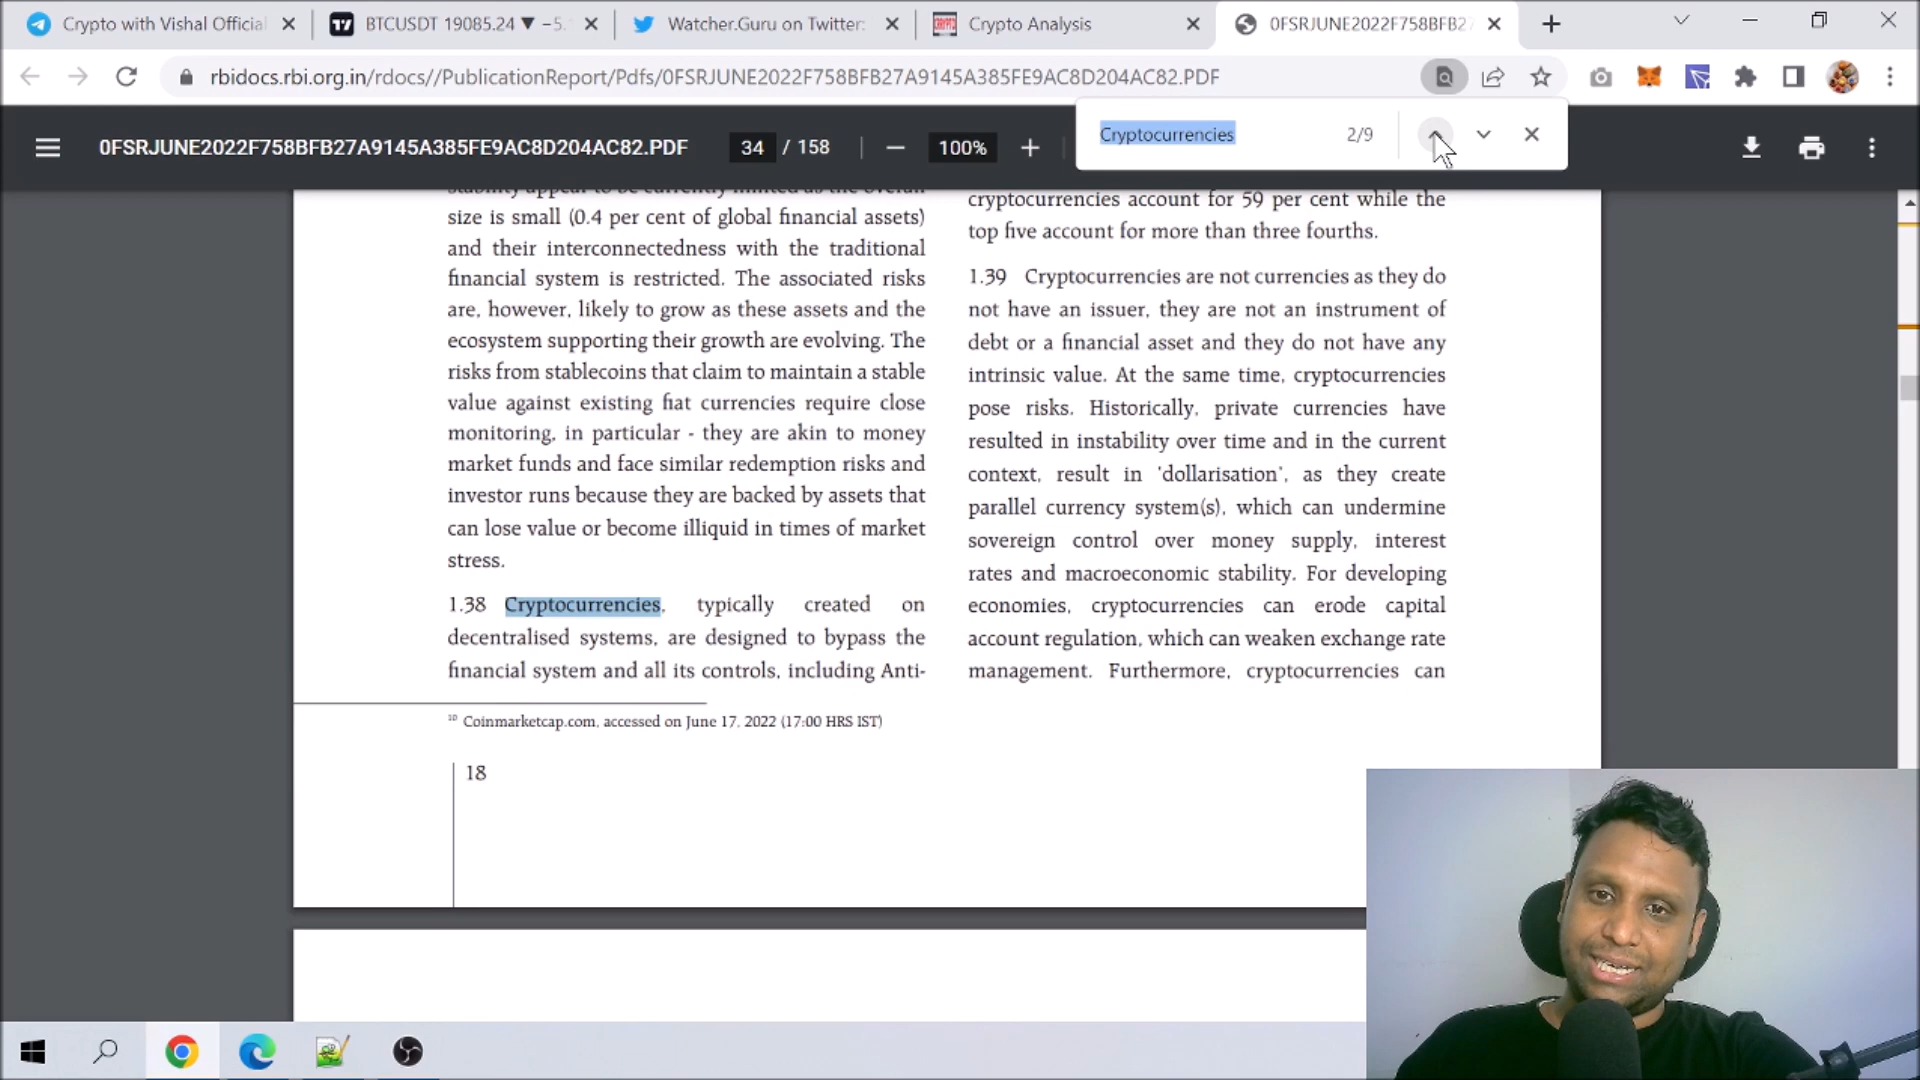 Crypto with Vishal Official
BTCUSDT 19085.24 ▼ −5.
Watcher.Guru on Twitter:
CRYPTO
Crypto Analysis
0FSRJUNE2022F758BFB27
rbidocs.rbi.org.in/rdocs//PublicationReport/Pdfs/0FSRJUNE2022F758BFB27A9145A385FE9AC8D204AC82.PDF
Cryptocurrencies 2/9
0FSRJUNE2022F758BFB27A9145A385FE9AC8D204AC82.PDF 34 / 158 − 100% +
stability appear to be currently limited as the overall
size is small (0.4 per cent of global financial assets)
and their interconnectedness with the traditional
financial system is restricted. The associated risks
are, however, likely to grow as these assets and the
ecosystem supporting their growth are evolving. The
risks from stablecoins that claim to maintain a stable
value against existing fiat currencies require close
monitoring, in particular - they are akin to money
market funds and face similar redemption risks and
investor runs because they are backed by assets that
can lose value or become illiquid in times of market
stress.
1.38 Cryptocurrencies, typically created on
decentralised systems, are designed to bypass the
financial system and all its controls, including Anti-
10 Coinmarketcap.com, accessed on June 17, 2022 (17:00 HRS IST)
18
cryptocurrencies account for 59 per cent while the
top five account for more than three fourths.
1.39 Cryptocurrencies are not currencies as they do
not have an issuer, they are not an instrument of
debt or a financial asset and they do not have any
intrinsic value. At the same time, cryptocurrencies
pose risks. Historically, private currencies have
resulted in instability over time and in the current
context, result in 'dollarisation', as they create
parallel currency system(s), which can undermine
sovereign control over money supply, interest
rates and macroeconomic stability. For developing
economies, cryptocurrencies can erode capital
account regulation, which can weaken exchange rate
management. Furthermore, cryptocurrencies can